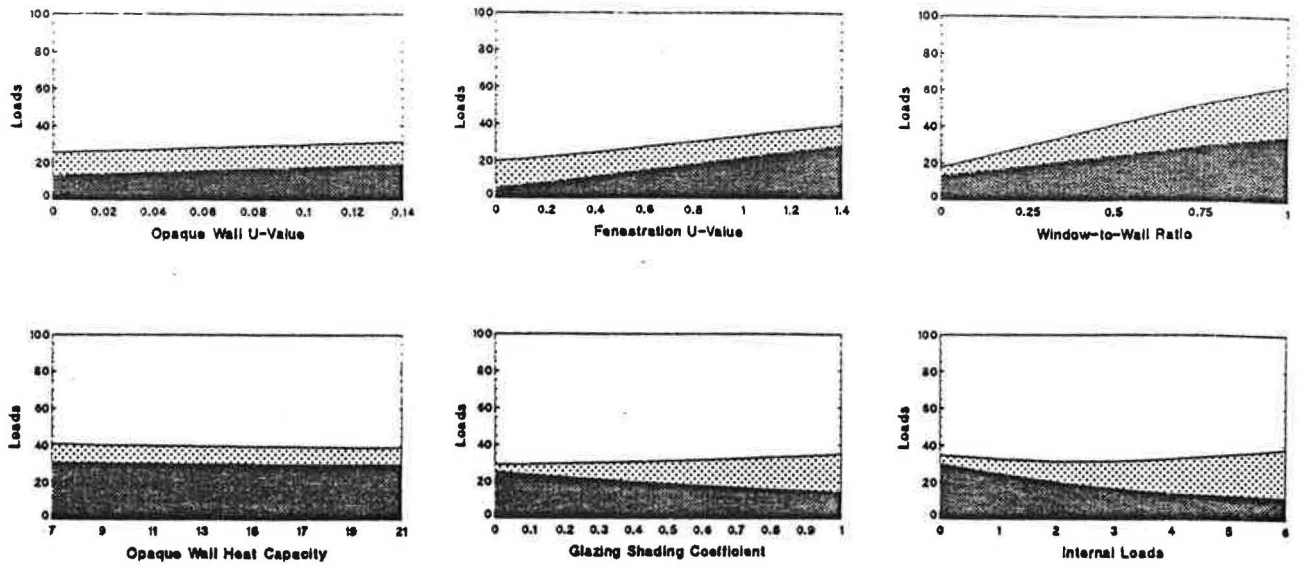 100
80
60
40
20
0
Loads
0 0.02 0.04 0.06 0.08 0.1 0.12 0.14
Opaque Wall U-Value
100
80
60
40
20
0
Loads
0 0.2 0.4 0.6 0.8 1 1.2 1.4
Fenestration U-Value
100
80
60
40
20
0
Loads
0 0.25 0.5 0.75 1
Window-to-Wall Ratio
100
80
60
40
20
0
Loads
7 9 11 13 15 17 19 21
Opaque Wall Heat Capacity
100
80
60
40
20
0
Loads
0 0.1 0.2 0.3 0.4 0.5 0.6 0.7 0.8 0.9 1
Glazing Shading Coefficient
100
80
60
40
20
0
Loads
0 1 2 3 4 5 6
Internal Loads